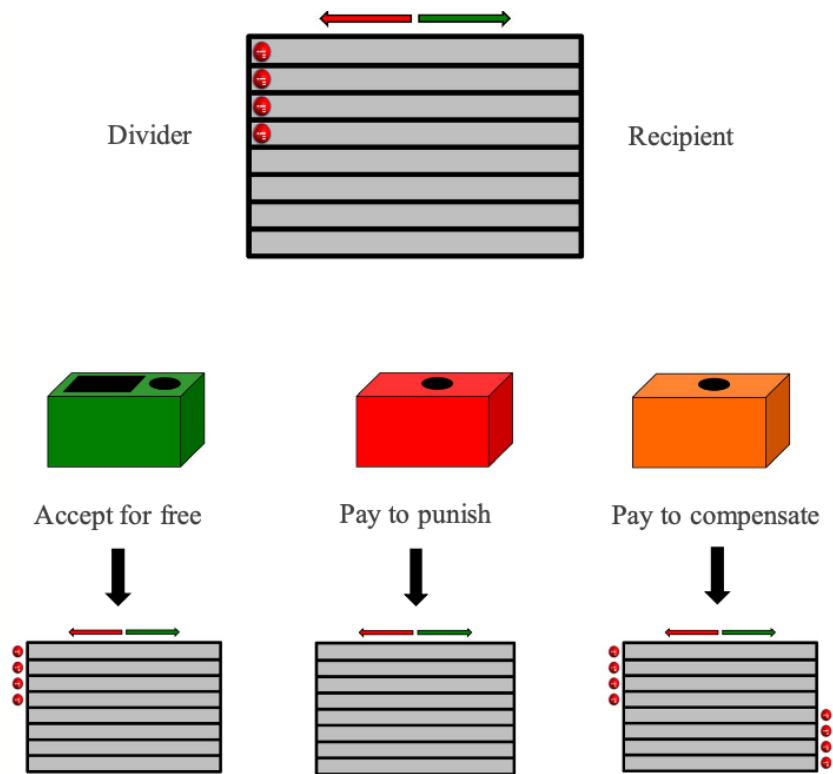 Divider
Recipient
Accept for free
Pay to punish
Pay to compensate